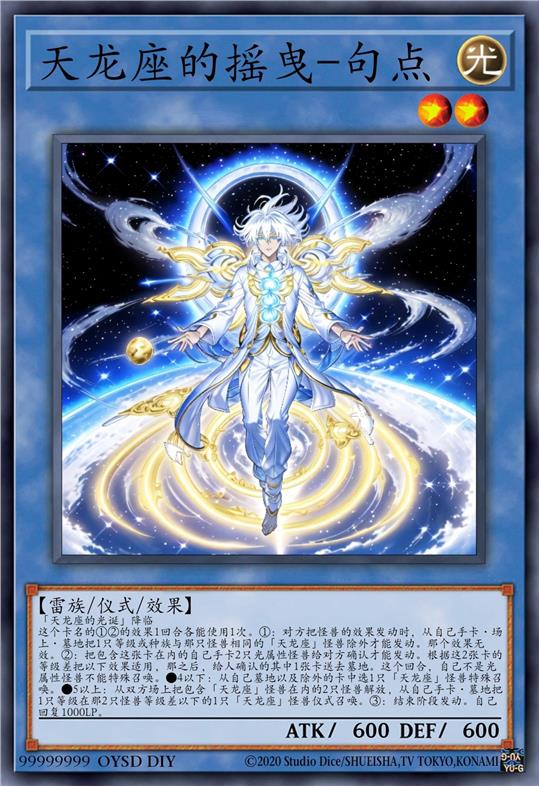 天龙座的摇曳-句点
光
【雷族/仪式/效果】
「天龙座的光诞」降临
这个卡名的①②的效果1回合各能使用1次。①：对方把怪兽的效果发动时，从自己手卡·场
上·墓地把1只等级或种族与那只怪兽相同的「天龙座」怪兽除外才能发动。那个效果无
效。②：把包含这张卡在内的自己手卡2只光属性怪兽给对方确认才能发动。根据这2张卡的
等级差把以下效果适用，那之后，给人确认的其中1张卡送去墓地。这个回合，自己不是光
属性怪兽不能特殊召唤。●4以下：从自己墓地以及除外的卡中选1只「天龙座」怪兽特殊召
唤。●5以上：从双方场上把包含「天龙座」怪兽在内的2只怪兽解放，从自己手卡·墓地把
1只等级在那2只怪兽等级差以下的1只「天龙座」怪兽仪式召唤。③：结束阶段发动。自己
回复1000LP。
ATK/ 600 DEF/ 600
99999999 OYSD DIY
©2020 Studio Dice/SHUEISHA,TV TOKYO,KONAMI